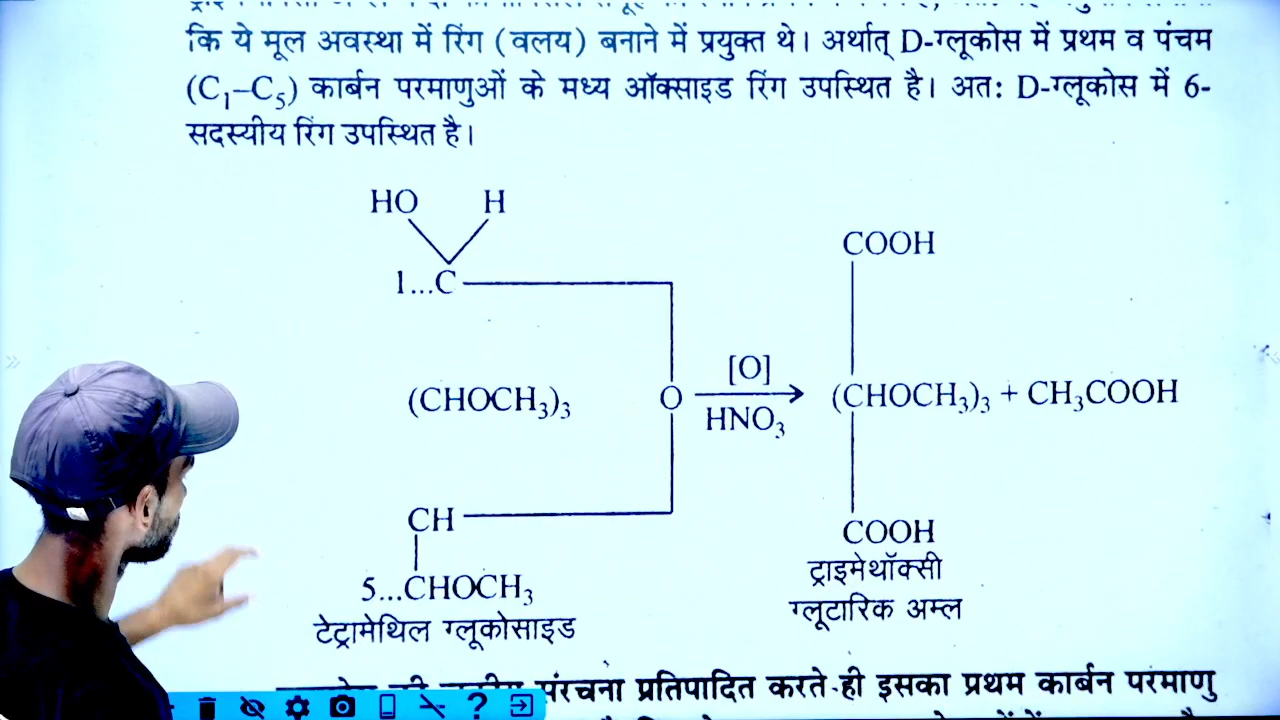 कि ये मूल अवस्था में रिंग (वलय) बनाने में प्रयुक्त थे। अर्थात् D-ग्लूकोस में प्रथम व पंचम
(C₁–C₅) कार्बन परमाणुओं के मध्य ऑक्साइड रिंग उपस्थित है। अतः D-ग्लूकोस में 6-
सदस्यीय रिंग उपस्थित है।
HO H
1...C
COOH
(CHOCH₃)₃ O [O] HNO₃ (CHOCH₃)₃ + CH₃COOH
CH
COOH
5...CHOCH₃
ट्राइमेथॉक्सी
ग्लूटारिक अम्ल
टेट्रामेथिल ग्लूकोसाइड
संरचना प्रतिपादित करते ही इसका प्रथम कार्बन परमाणु